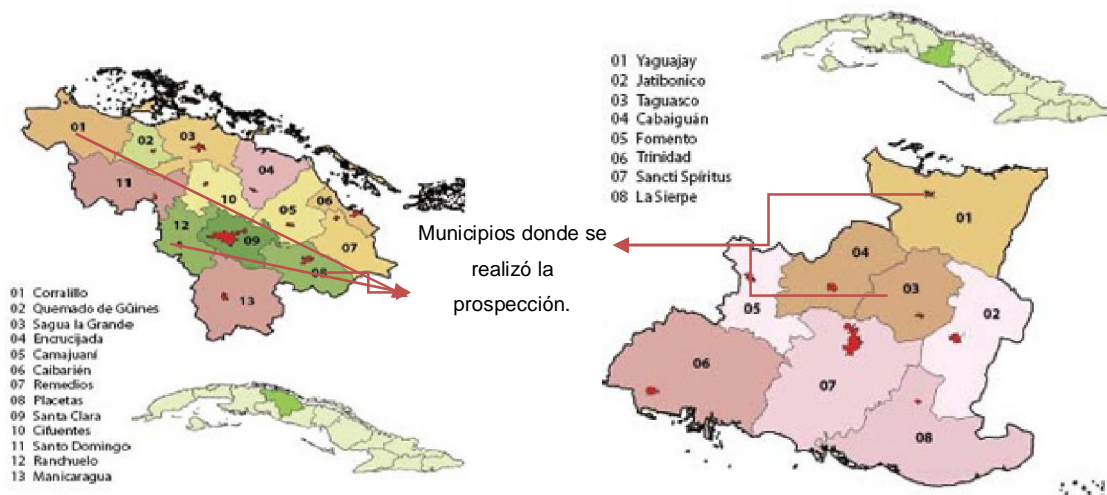 01
02
03
04
11
10
05
06
12
09
07
08
13
01 Corralillo
02 Quemado de Gûines
03 Sagua la Grande
04 Encrucijada
05 Camajuaní
06 Caibarién
07 Remedios
08 Placetas
09 Santa Clara
10 Cifuentes
11 Santo Domingo
12 Ranchuelo
13 Manicaragua
Municipios donde se
realizó la
prospección.
01 Yaguajay
02 Jatibonico
03 Taguasco
04 Cabaiguán
05 Fomento
06 Trinidad
07 Sancti Spíritus
08 La Sierpe
01
04
03
05
02
06
07
08